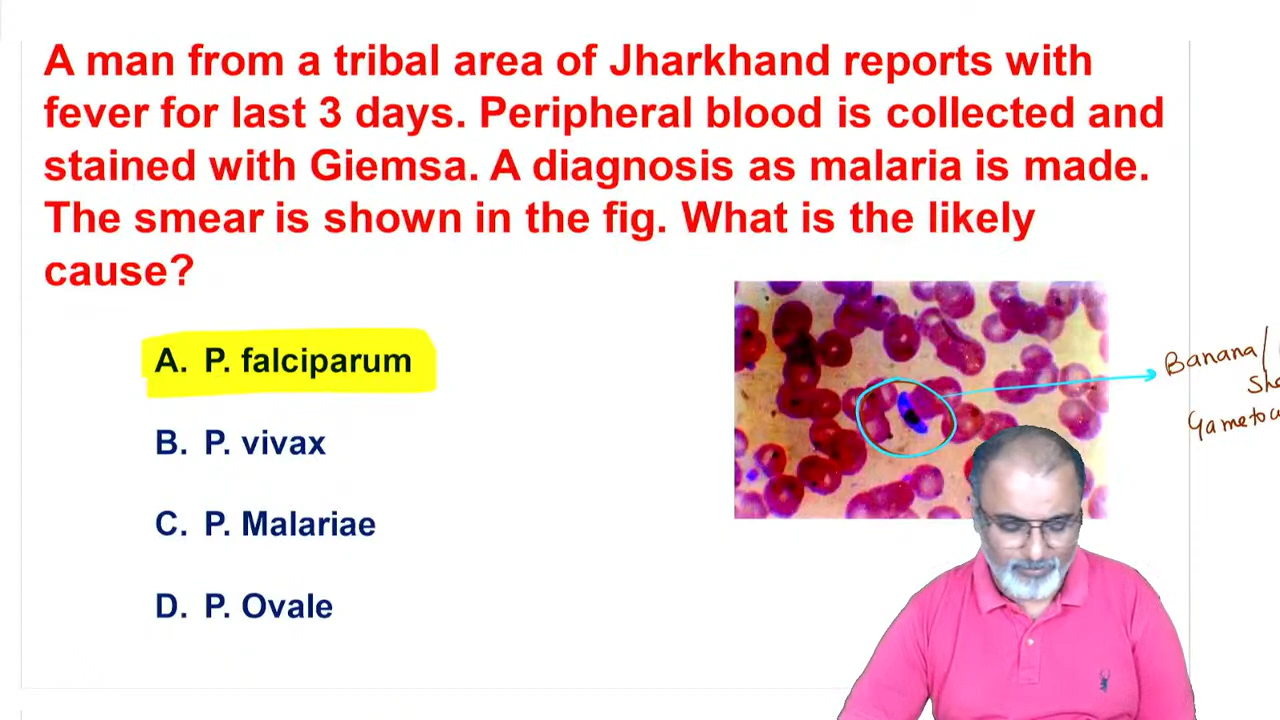 A man from a tribal area of Jharkhand reports with
fever for last 3 days. Peripheral blood is collected and
stained with Giemsa. A diagnosis as malaria is made.
The smear is shown in the fig. What is the likely
cause?
A. P. falciparum
B. P. vivax
C. P. Malariae
D. P. Ovale
Banana/